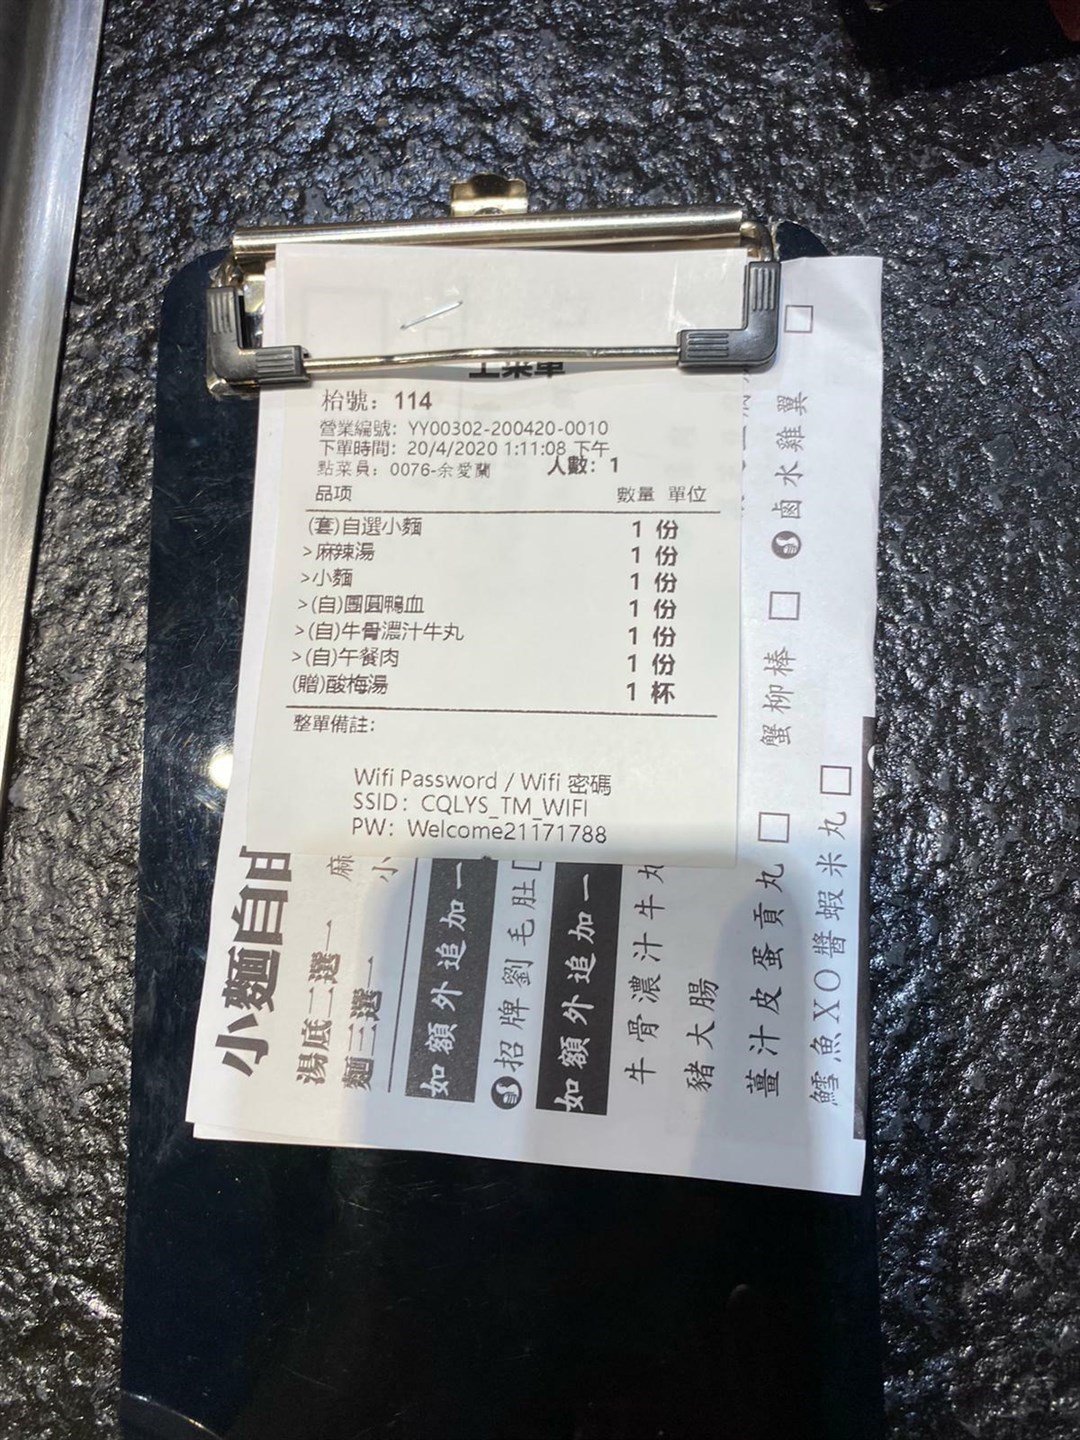 上菜單
枱號：114
營業編號：YY00302-200420-0010
下單時間：20/4/2020 1:11:08 下午
點菜員：0076-余愛蘭 人數：1
品项 數量 單位
(套)自選小麵 1 份
>麻辣湯 1 份
>小麵 1 份
>(自)團圓鴨血 1 份
>(自)牛骨濃汁牛丸 1 份
>(自)午餐肉 1 份
(贈)酸梅湯 1 杯
整單備註：
Wifi Password / Wifi 密碼
SSID：CQLYS_TM_WIFI
PW：Welcome21171788
小麵自由
湯底二選一 麻
麵三選一 小
如額外追加一
招牌劉毛肚
如額外追加一
牛骨濃汁牛丸
豬大腸
薑汁皮蛋貢丸 蟹柳棒 鹵水雞翼
鱈魚XO醬蝦米丸